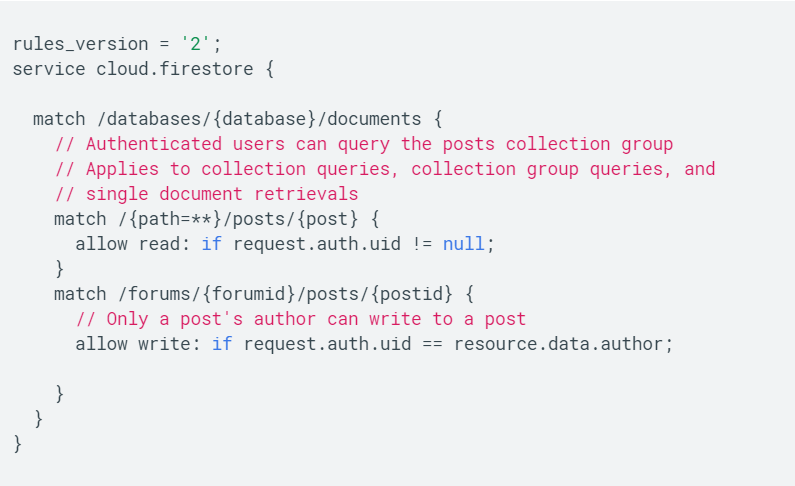 rules_version = '2';
service cloud.firestore {
match /databases/{database}/documents {
// Authenticated users can query the posts collection group
// Applies to collection queries, collection group queries, and
// single document retrievals
match /{path=**}/posts/{post} {
allow read: if request.auth.uid != null;
}
match /forums/{forumid}/posts/{postid} {
// Only a post's author can write to a post
allow write: if request.auth.uid == resource.data.author;
}
}
}